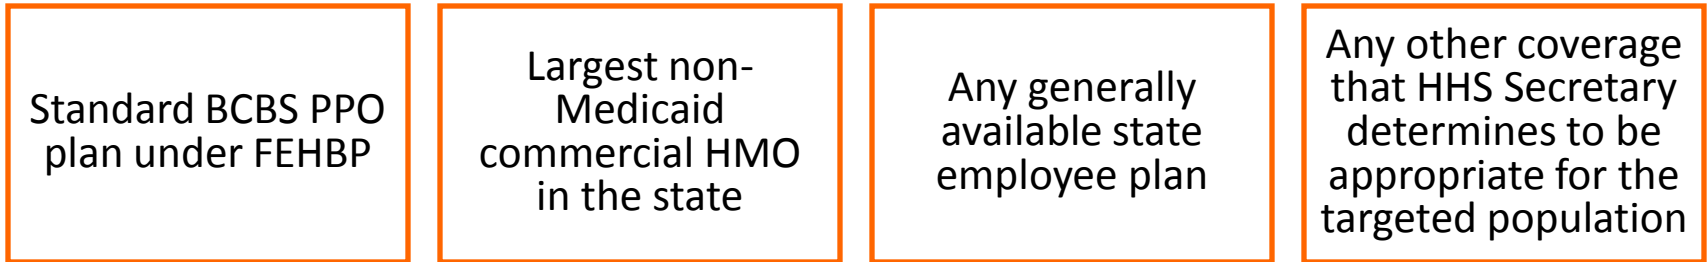 Standard BCBS PPO
plan under FEHBP
Largest non-
Medicaid
commercial HMO
in the state
Any generally
available state
employee plan
Any other coverage
that HHS Secretary
determines to be
appropriate for the
targeted population